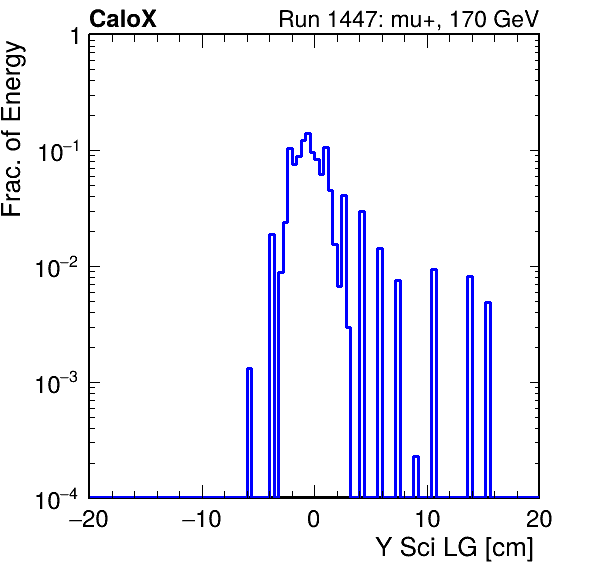 CaloX Run 1447: mu+, 170 GeV
Frac. of Energy
1
10⁻¹
10⁻²
10⁻³
10⁻⁴
−20 −10 0 10 20
Y Sci LG [cm]